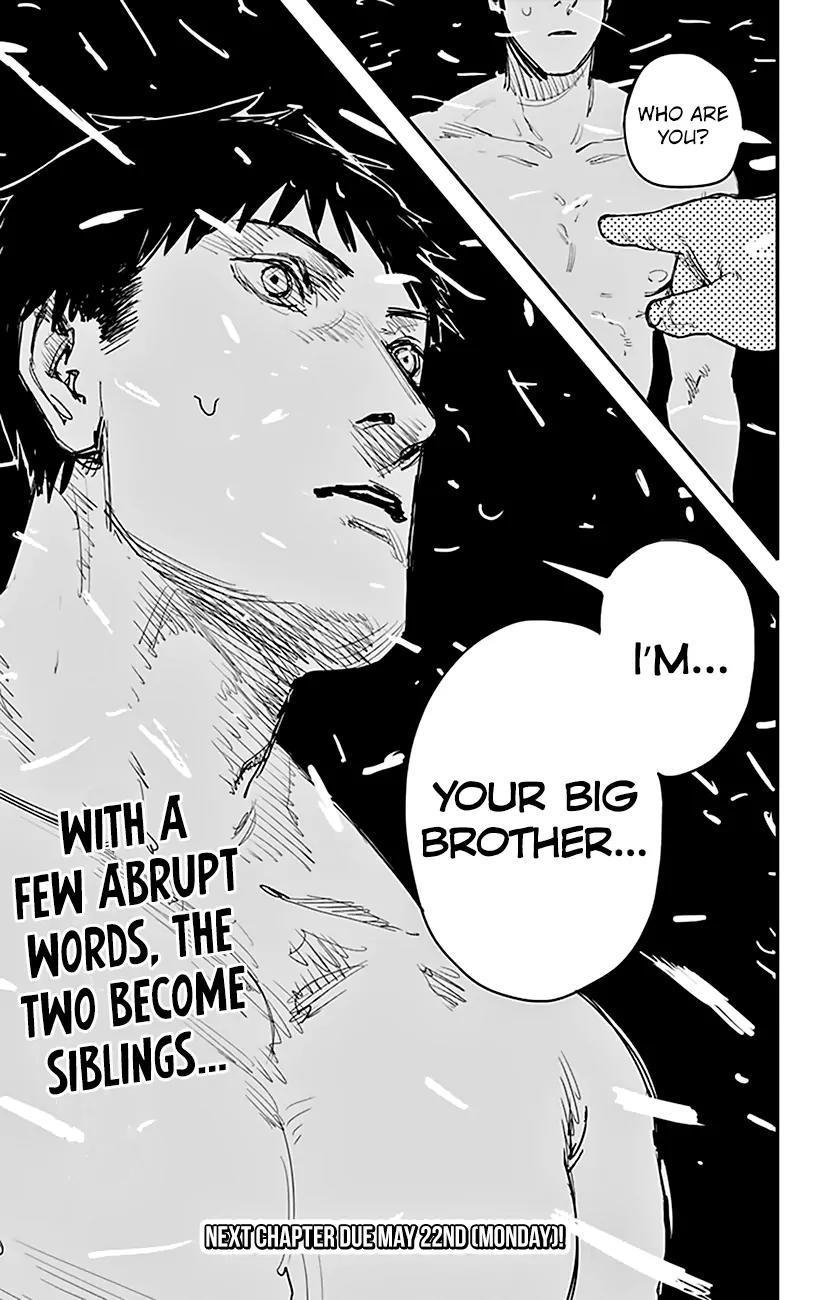 WHO ARE
YOU?
I'M...
YOUR BIG
BROTHER...
WITH A
FEW ABRUPT
WORDS, THE
TWO BECOME
SIBLINGS...
NEXT CHAPTER DUE MAY 22ND (MONDAY)!